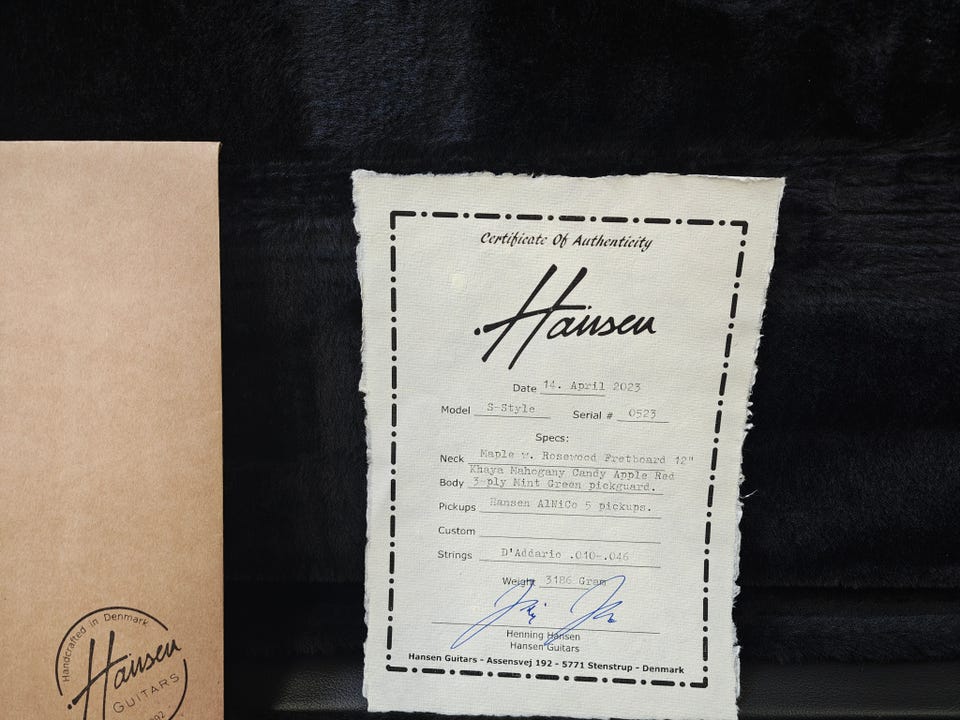 Certificate Of Authenticity
Hansen
Date 14. April 2023
Model S-Style Serial # 0523
Specs:
Neck Maple w. Rosewood Fretboard 12"
Khaya Mahogany Candy Apple Red
Body 3-ply Mint Green pickguard.
Pickups Hansen AlNiCo 5 pickups.
Custom
Strings D'Addario .010-.046
Weight 3186 Gram
Henning Hansen
Hansen Guitars
Hansen Guitars - Assensvej 192 - 5771 Stenstrup - Denmark
Handcrafted in Denmark
Hansen
GUITARS